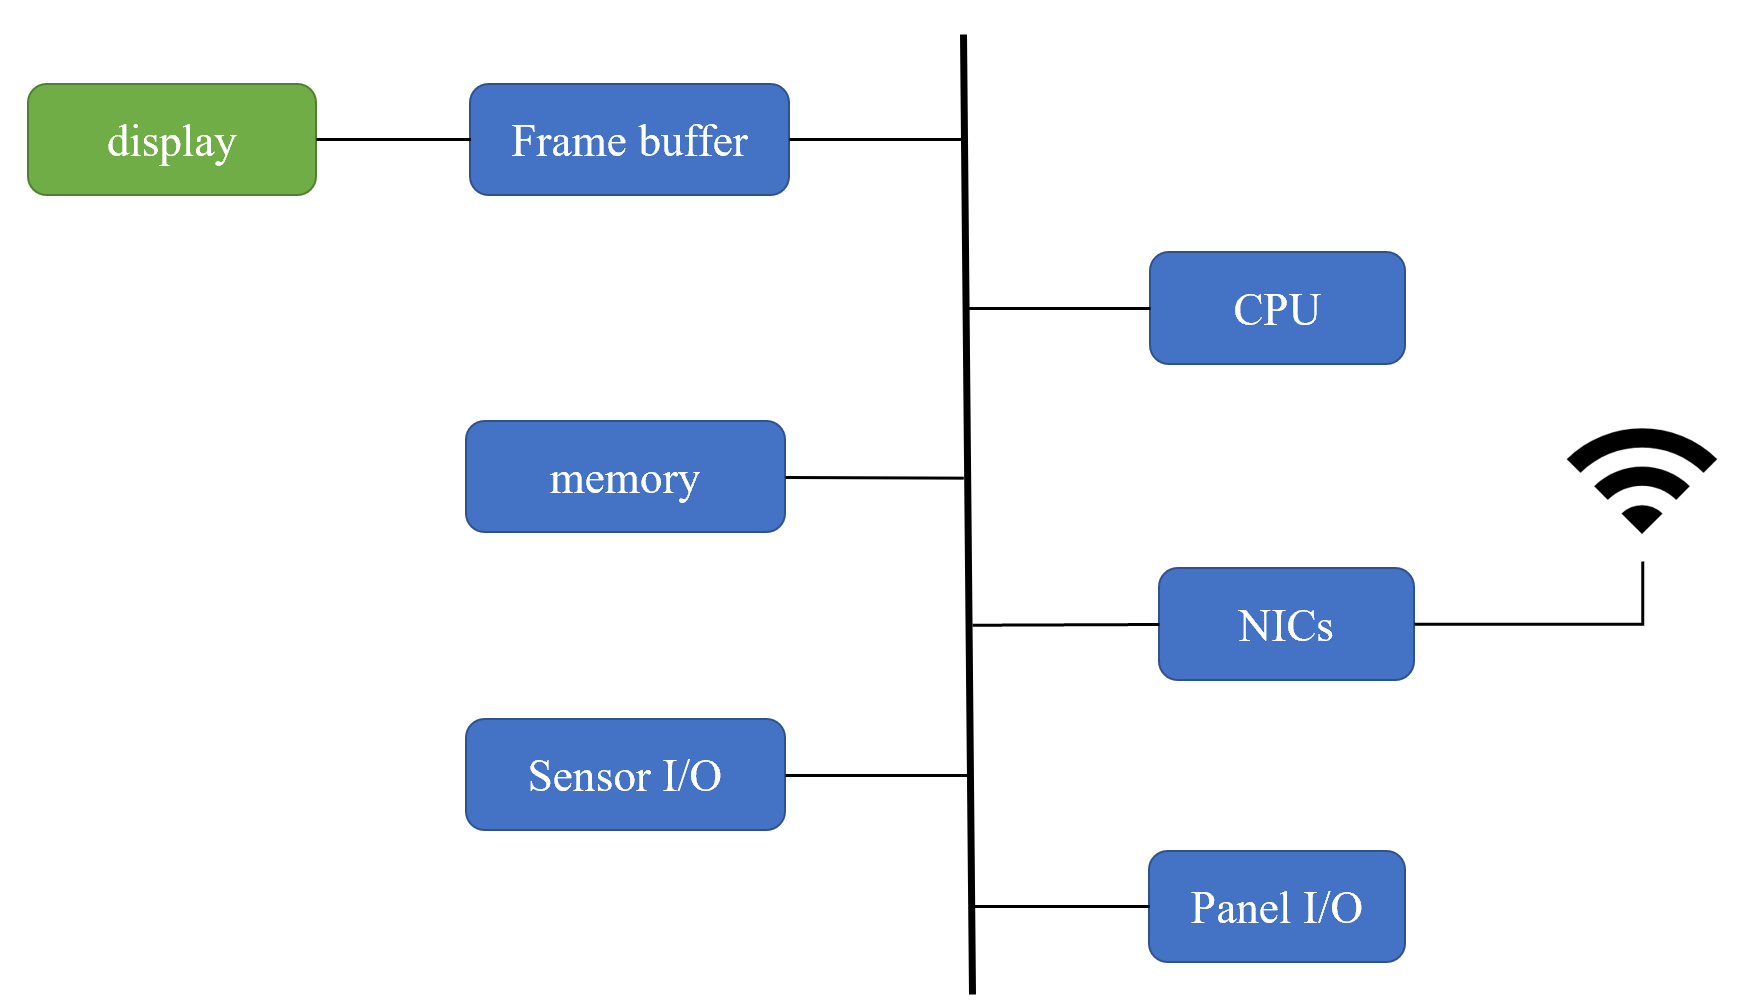 display
Frame buffer
CPU
memory
NICs
Sensor I/O
Panel I/O